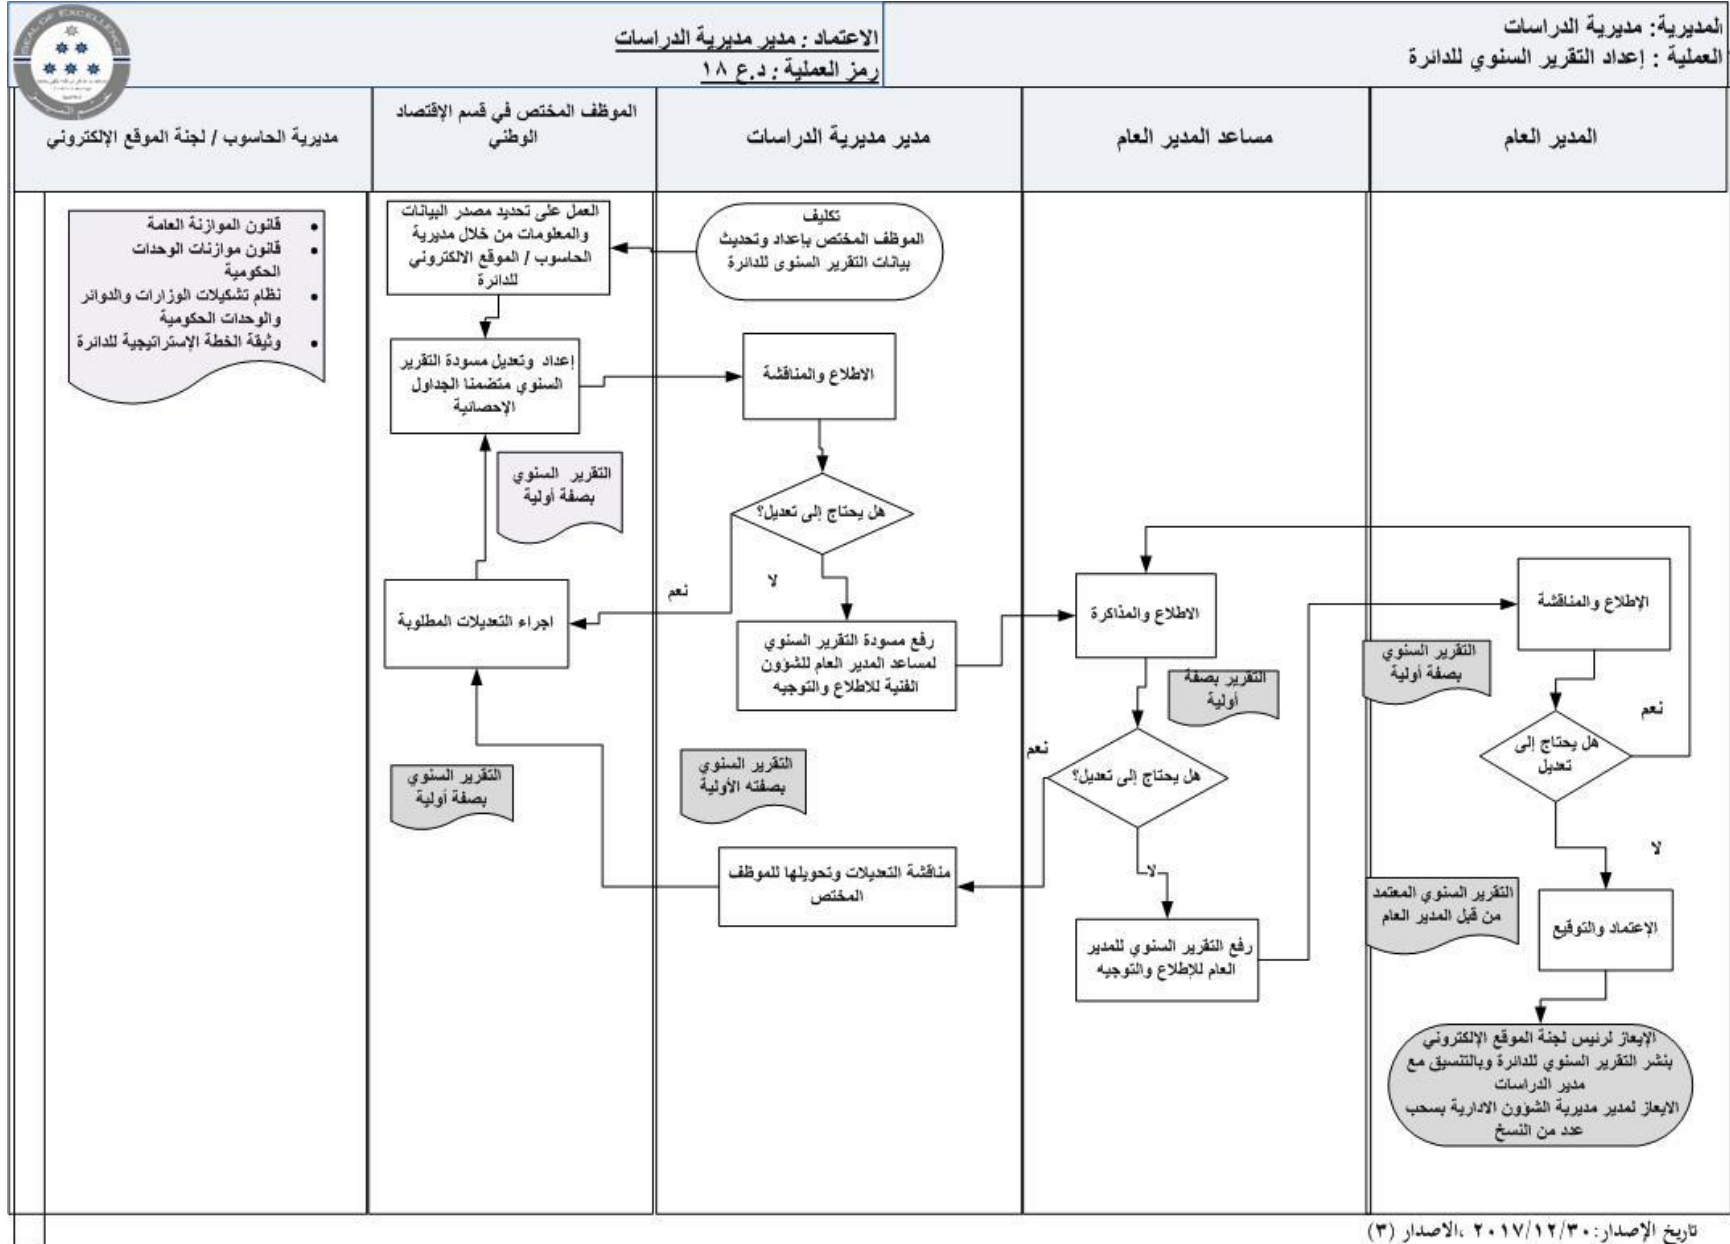 المديرية: مديرية الدراسات
العملية : إعداد التقرير السنوي للدائرة
الاعتماد : مدير مديرية الدراسات
رمز العملية : د.ع ١٨
SEAL OF EXCELLENCE
المدير العام
مساعد المدير العام
مدير مديرية الدراسات
الموظف المختص في قسم الإقتصاد
الوطني
مديرية الحاسوب / لجنة الموقع الإلكتروني
تكليف
الموظف المختص بإعداد وتحديث
بيانات التقرير السنوي للدائرة
العمل على تحديد مصدر البيانات
والمعلومات من خلال مديرية
الحاسوب / الموقع الالكتروني
للدائرة
• قانون الموازنة العامة
• قانون موازنات الوحدات
الحكومية
• نظام تشكيلات الوزارات والدوائر
والوحدات الحكومية
• وثيقة الخطة الإستراتيجية للدائرة
إعداد وتعديل مسودة التقرير
السنوي متضمنا الجداول
الإحصائية
الاطلاع والمناقشة
التقرير السنوي
بصفة أولية
هل يحتاج إلى تعديل؟
نعم
لا
اجراء التعديلات المطلوبة
رفع مسودة التقرير السنوي
لمساعد المدير العام للشؤون
الفنية للاطلاع والتوجيه
الاطلاع والمذاكرة
الإطلاع والمناقشة
التقرير السنوي
بصفة أولية
التقرير بصفة
أولية
نعم
هل يحتاج إلى
تعديل
نعم
هل يحتاج إلى تعديل؟
التقرير السنوي
بصفته الأولية
التقرير السنوي
بصفة أولية
لا
لا
مناقشة التعديلات وتحويلها للموظف
المختص
التقرير السنوي المعتمد
من قبل المدير العام
الإعتماد والتوقيع
رفع التقرير السنوي للمدير
العام للإطلاع والتوجيه
الإيعاز لرئيس لجنة الموقع الإلكتروني
بنشر التقرير السنوي للدائرة وبالتنسيق مع
مدير الدراسات
الايعاز لمدير مديرية الشؤون الادارية بسحب
عدد من النسخ
تاريخ الإصدار: ٢٠١٧/١٢/٣٠ ،الاصدار (٣)